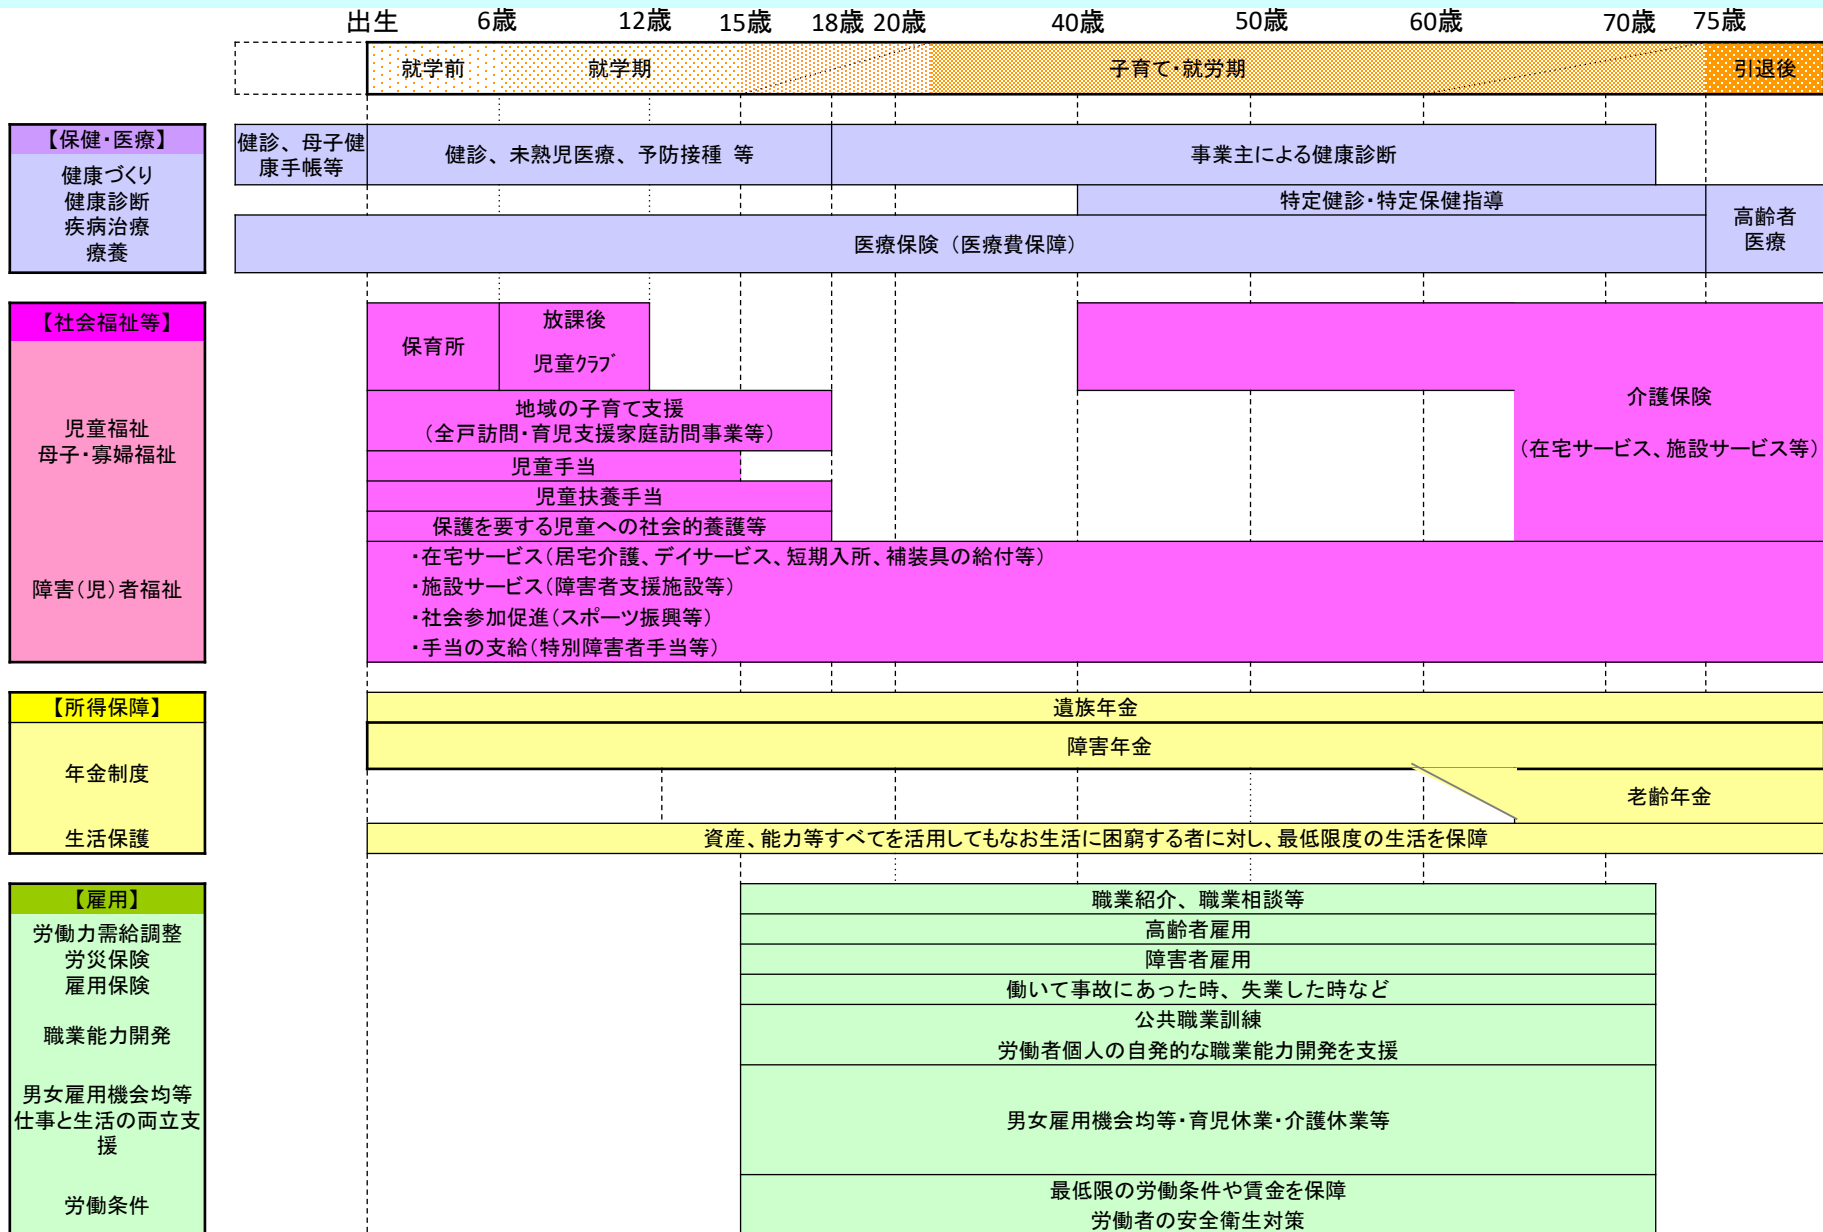 出生 6歳 12歳 15歳 18歳 20歳 40歳 50歳 60歳 70歳 75歳
就学前 就学期 子育て・就労期 引退後
【保健・医療】
健康づくり
健康診断
疾病治療
療養
健診、母子健
康手帳等
健診、未熟児医療、予防接種 等
事業主による健康診断
特定健診・特定保健指導
高齢者
医療
医療保険（医療費保障）
【社会福祉等】
児童福祉
母子・寡婦福祉
障害（児）者福祉
保育所
放課後
児童ｸﾗﾌﾞ
地域の子育て支援
（全戸訪問・育児支援家庭訪問事業等）
児童手当
児童扶養手当
保護を要する児童への社会的養護等
介護保険
（在宅サービス、施設サービス等）
・在宅サービス（居宅介護、デイサービス、短期入所、補装具の給付等）
・施設サービス（障害者支援施設等）
・社会参加促進（スポーツ振興等）
・手当の支給（特別障害者手当等）
【所得保障】
年金制度
生活保護
遺族年金
障害年金
老齢年金
資産、能力等すべてを活用してもなお生活に困窮する者に対し、最低限度の生活を保障
【雇用】
労働力需給調整
労災保険
雇用保険
職業能力開発
男女雇用機会均等
仕事と生活の両立支
援
労働条件
職業紹介、職業相談等
高齢者雇用
障害者雇用
働いて事故にあった時、失業した時など
公共職業訓練
労働者個人の自発的な職業能力開発を支援
男女雇用機会均等・育児休業・介護休業等
最低限の労働条件や賃金を保障
労働者の安全衛生対策